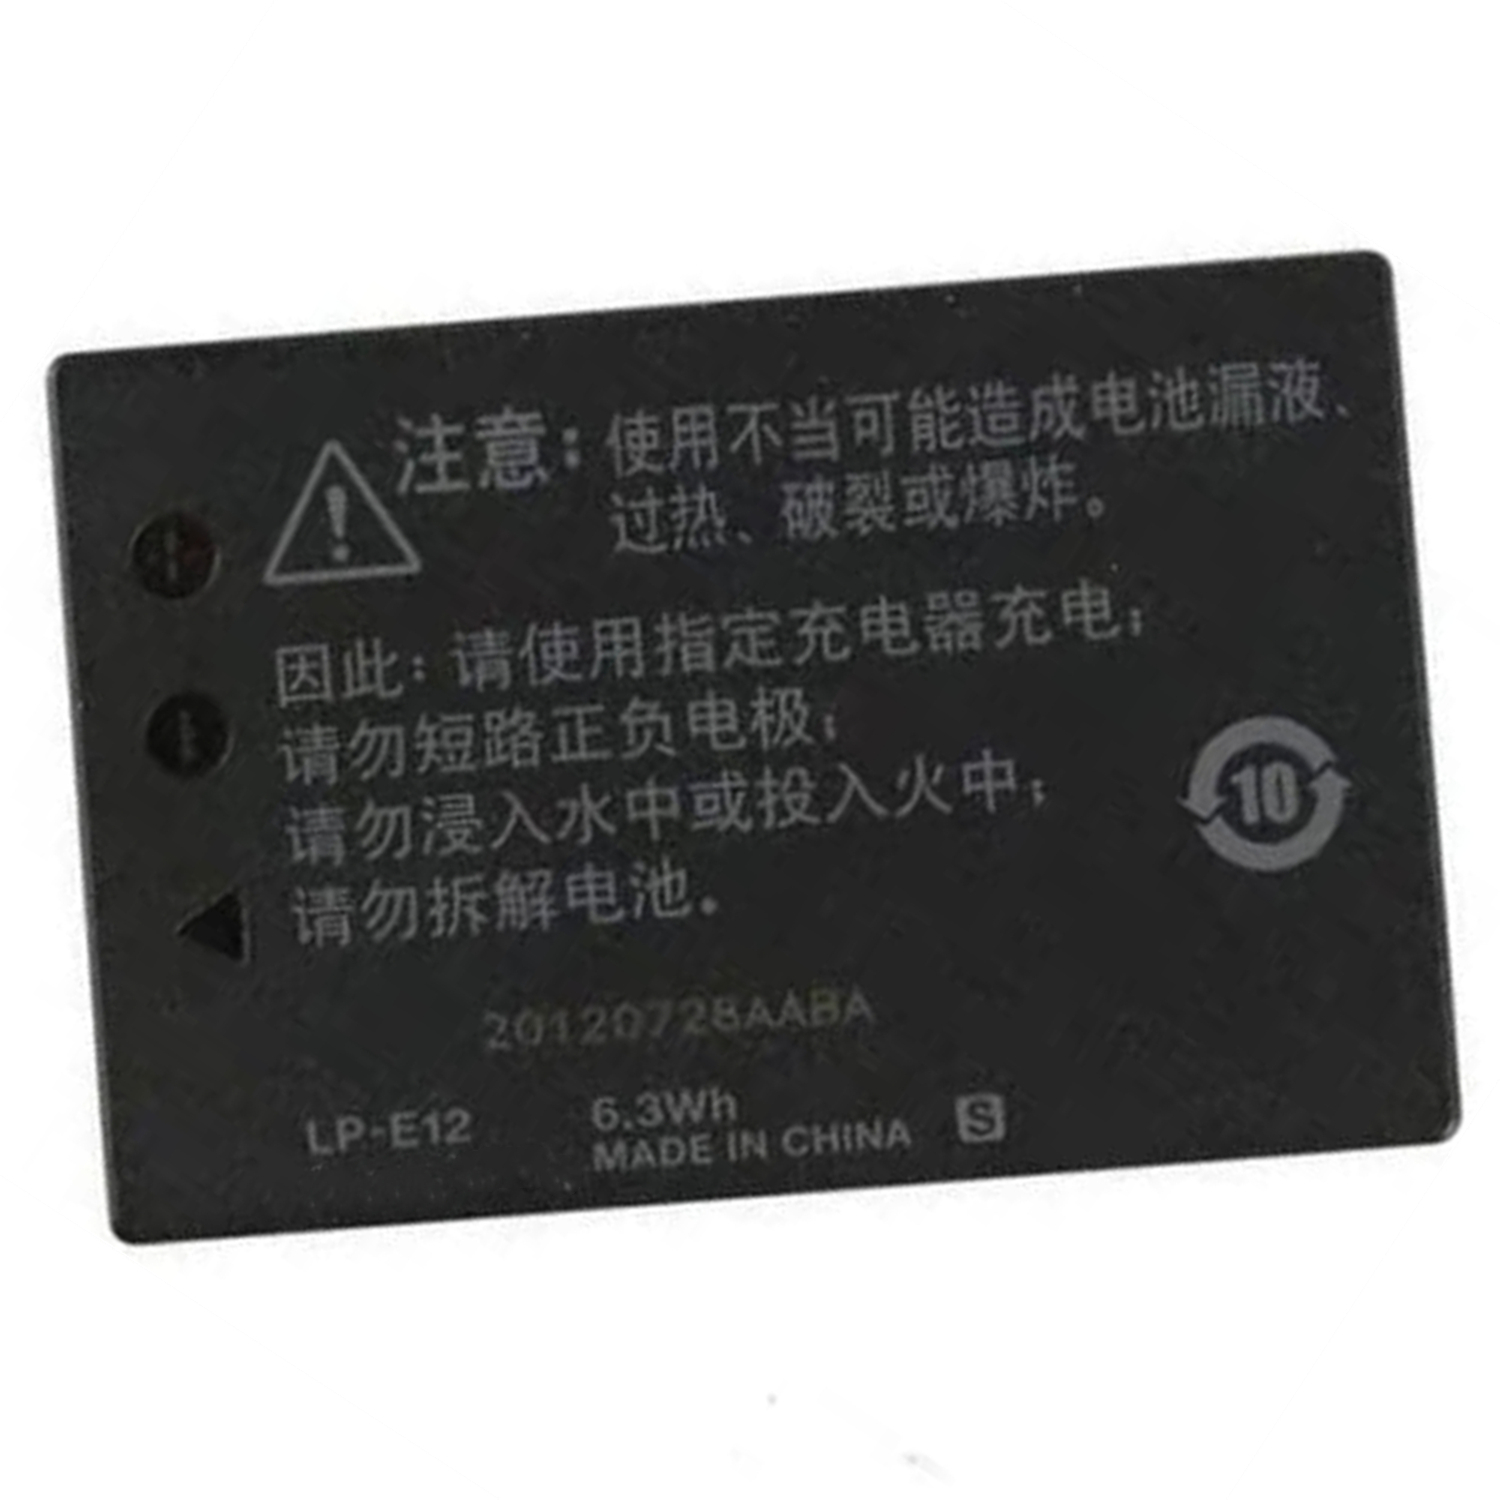 注意：使用不当可能造成电池漏液、
过热、破裂或爆炸。
因此：请使用指定充电器充电；
请勿短路正负电极；
请勿浸入水中或投入火中；
请勿拆解电池。
10
20120728AABA
LP-E12 6.3Wh
MADE IN CHINA S